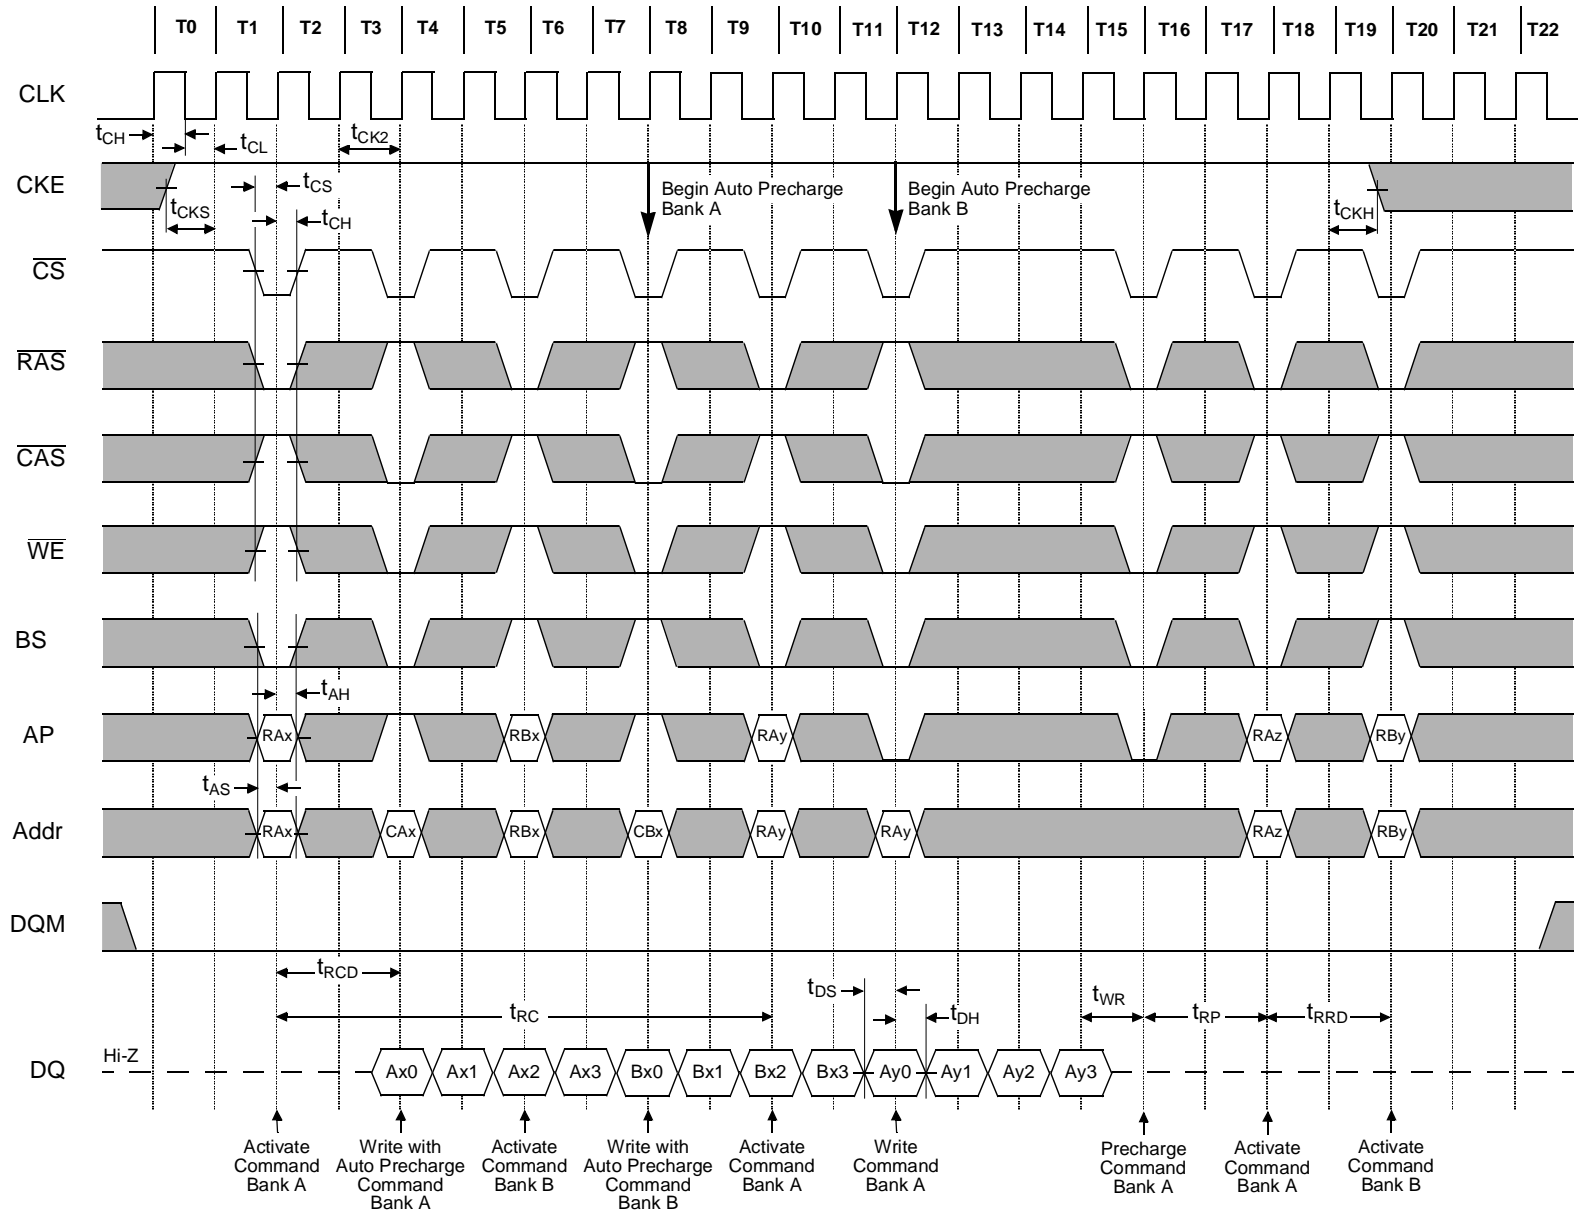 T0 T1 T2 T3 T4 T5 T6 T7 T8 T9 T10 T11 T12 T13 T14 T15 T16 T17 T18 T19 T20 T21 T22
CLK
tCH
tCL
tCK2
CKE
tCKS
tCS
tCH
Begin Auto Precharge
Bank A
Begin Auto Precharge
Bank B
tCKH
CS
RAS
CAS
WE
BS
tAH
AP
RAx RBx RAy RAz RBy
tAS
Addr
RAx CAx RBx CBx RAy RAy RAz RBy
DQM
tRCD
tRC
tDS
tDH
tWR
tRP
tRRD
DQ
Hi-Z
Ax0 Ax1 Ax2 Ax3 Bx0 Bx1 Bx2 Bx3 Ay0 Ay1 Ay2 Ay3
Activate
Command
Bank A
Write with
Auto Precharge
Command
Bank A
Activate
Command
Bank B
Write with
Auto Precharge
Command
Bank B
Activate
Command
Bank A
Write
Command
Bank A
Precharge
Command
Bank A
Activate
Command
Bank A
Activate
Command
Bank B